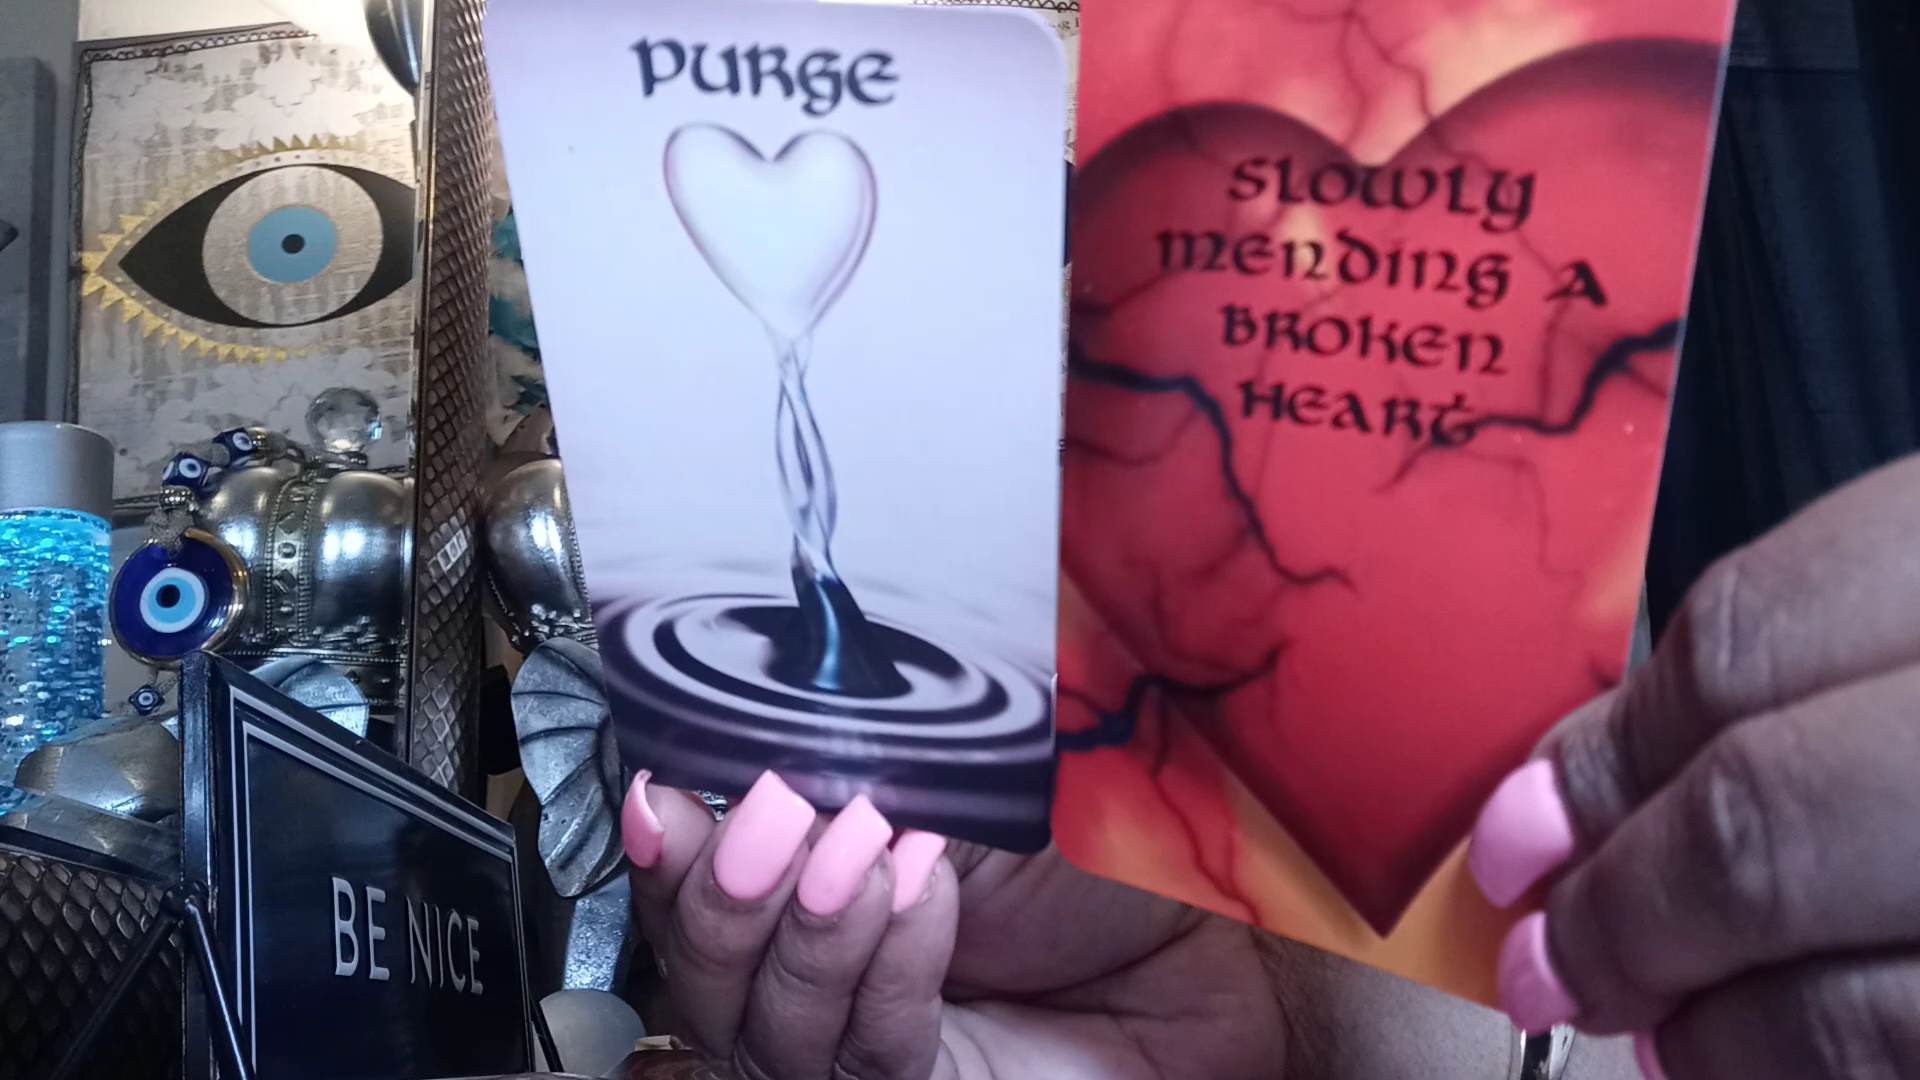 PURGE
SLOWLY
MENDING A
BROKEN
HEART
BE NICE